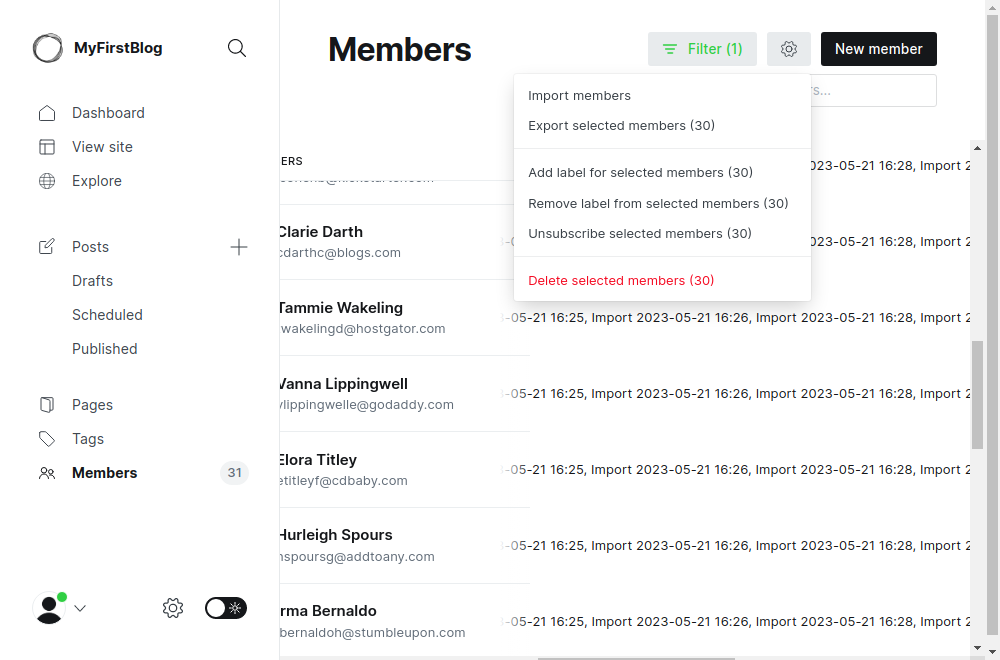 MyFirstBlog
Dashboard
View site
Explore
Posts
Drafts
Scheduled
Published
Pages
Tags
Members
31
Members
Filter (1)
New member
Import members
Export selected members (30)
Add label for selected members (30)
Remove label from selected members (30)
Unsubscribe selected members (30)
Delete selected members (30)
ERS
023-05-21 16:28, Import 2
Clarie Darth
cdarthc@blogs.com
023-05-21 16:28, Import 2
Tammie Wakeling
wakelingd@hostgator.com
-05-21 16:25, Import 2023-05-21 16:26, Import 2023-05-21 16:28, Import 2
Vanna Lippingwell
vlippingwelle@godaddy.com
-05-21 16:25, Import 2023-05-21 16:26, Import 2023-05-21 16:28, Import 2
Elora Titley
etitleyf@cdbaby.com
-05-21 16:25, Import 2023-05-21 16:26, Import 2023-05-21 16:28, Import 2
Hurleigh Spours
hspoursg@addtoany.com
-05-21 16:25, Import 2023-05-21 16:26, Import 2023-05-21 16:28, Import 2
rma Bernaldo
bernaldoh@stumbleupon.com
-05-21 16:25, Import 2023-05-21 16:26, Import 2023-05-21 16:28, Import 2